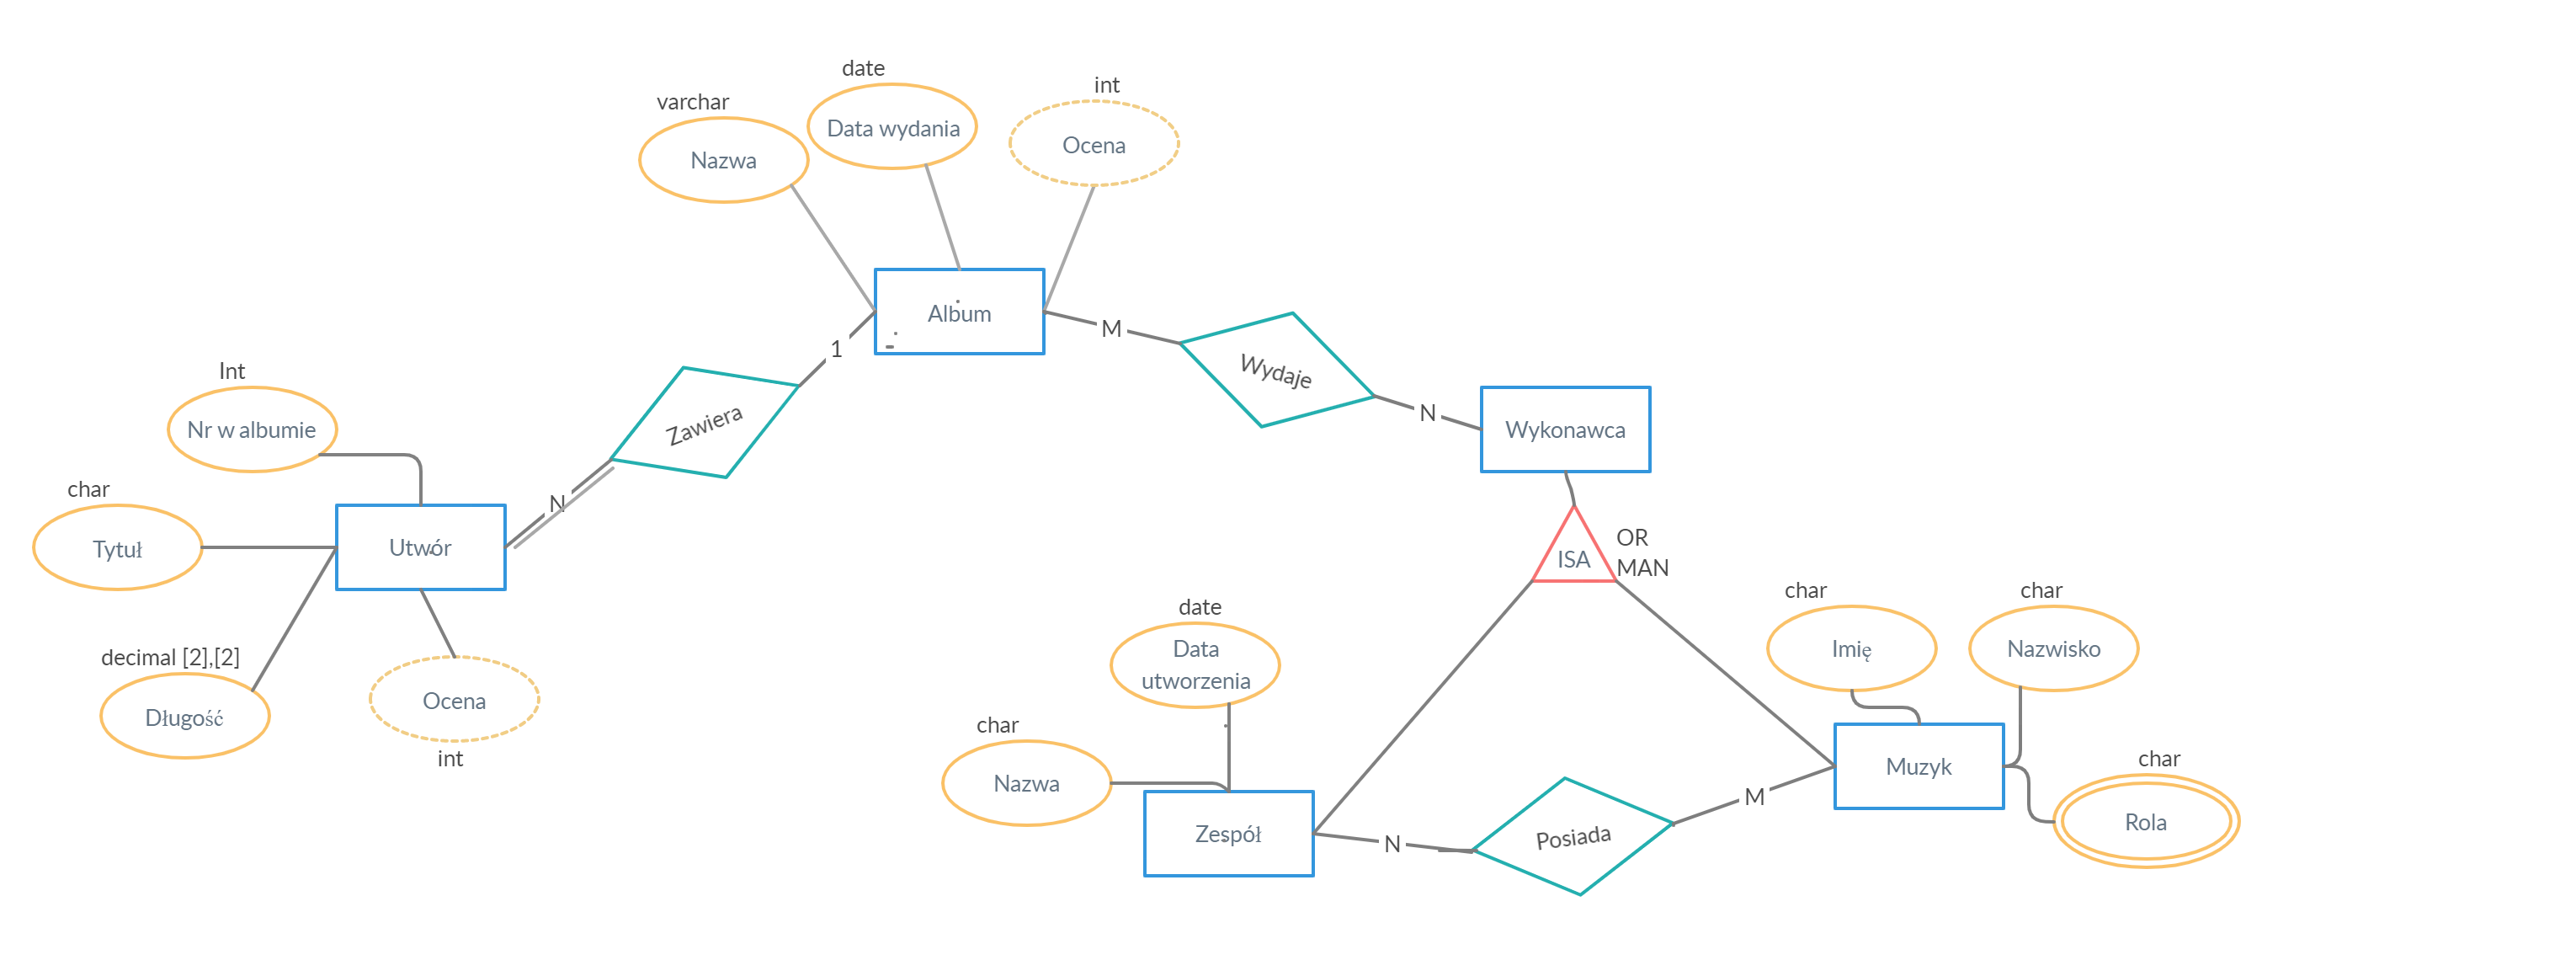 date
int
varchar
Data wydania
Ocena
Nazwa
Album
M
1
Wydaje
Int
N
Nr w albumie
Zawiera
Wykonawca
char
N
Tytuł
Utwór
OR
ISA
MAN
decimal [2],[2]
Długość
Ocena
int
date
Data
utworzenia
char
Nazwa
Zespół
N
Posiada
M
char
Imię
char
Nazwisko
Muzyk
char
Rola